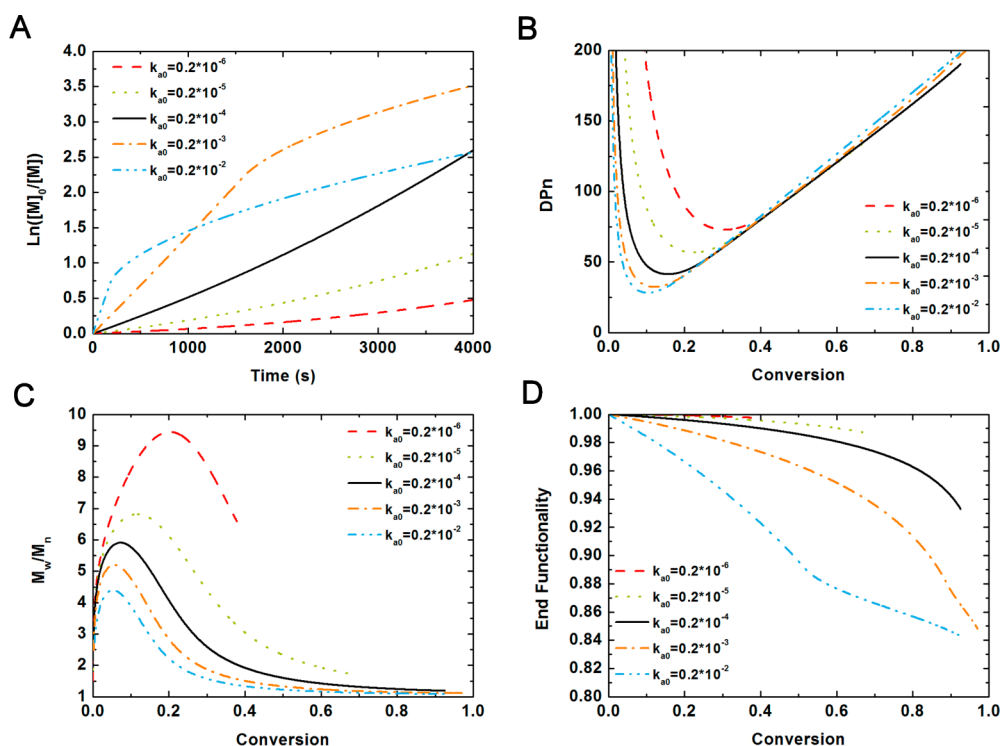 A
k_a0=0.2*10^-6
k_a0=0.2*10^-5
k_a0=0.2*10^-4
k_a0=0.2*10^-3
k_a0=0.2*10^-2
4.0
3.5
3.0
2.5
2.0
1.5
1.0
0.5
0.0
Ln([M]_0/[M])
0 1000 2000 3000 4000
Time (s)
B
200
150
100
50
0
DPn
k_a0=0.2*10^-6
k_a0=0.2*10^-5
k_a0=0.2*10^-4
k_a0=0.2*10^-3
k_a0=0.2*10^-2
0.0 0.2 0.4 0.6 0.8 1.0
Conversion
C
10
9
8
7
6
5
4
3
2
1
M_w/M_n
k_a0=0.2*10^-6
k_a0=0.2*10^-5
k_a0=0.2*10^-4
k_a0=0.2*10^-3
k_a0=0.2*10^-2
0.0 0.2 0.4 0.6 0.8 1.0
Conversion
D
1.00
0.98
0.96
0.94
0.92
0.90
0.88
0.86
0.84
0.82
0.80
End Functionality
k_a0=0.2*10^-6
k_a0=0.2*10^-5
k_a0=0.2*10^-4
k_a0=0.2*10^-3
k_a0=0.2*10^-2
0.0 0.2 0.4 0.6 0.8 1.0
Conversion